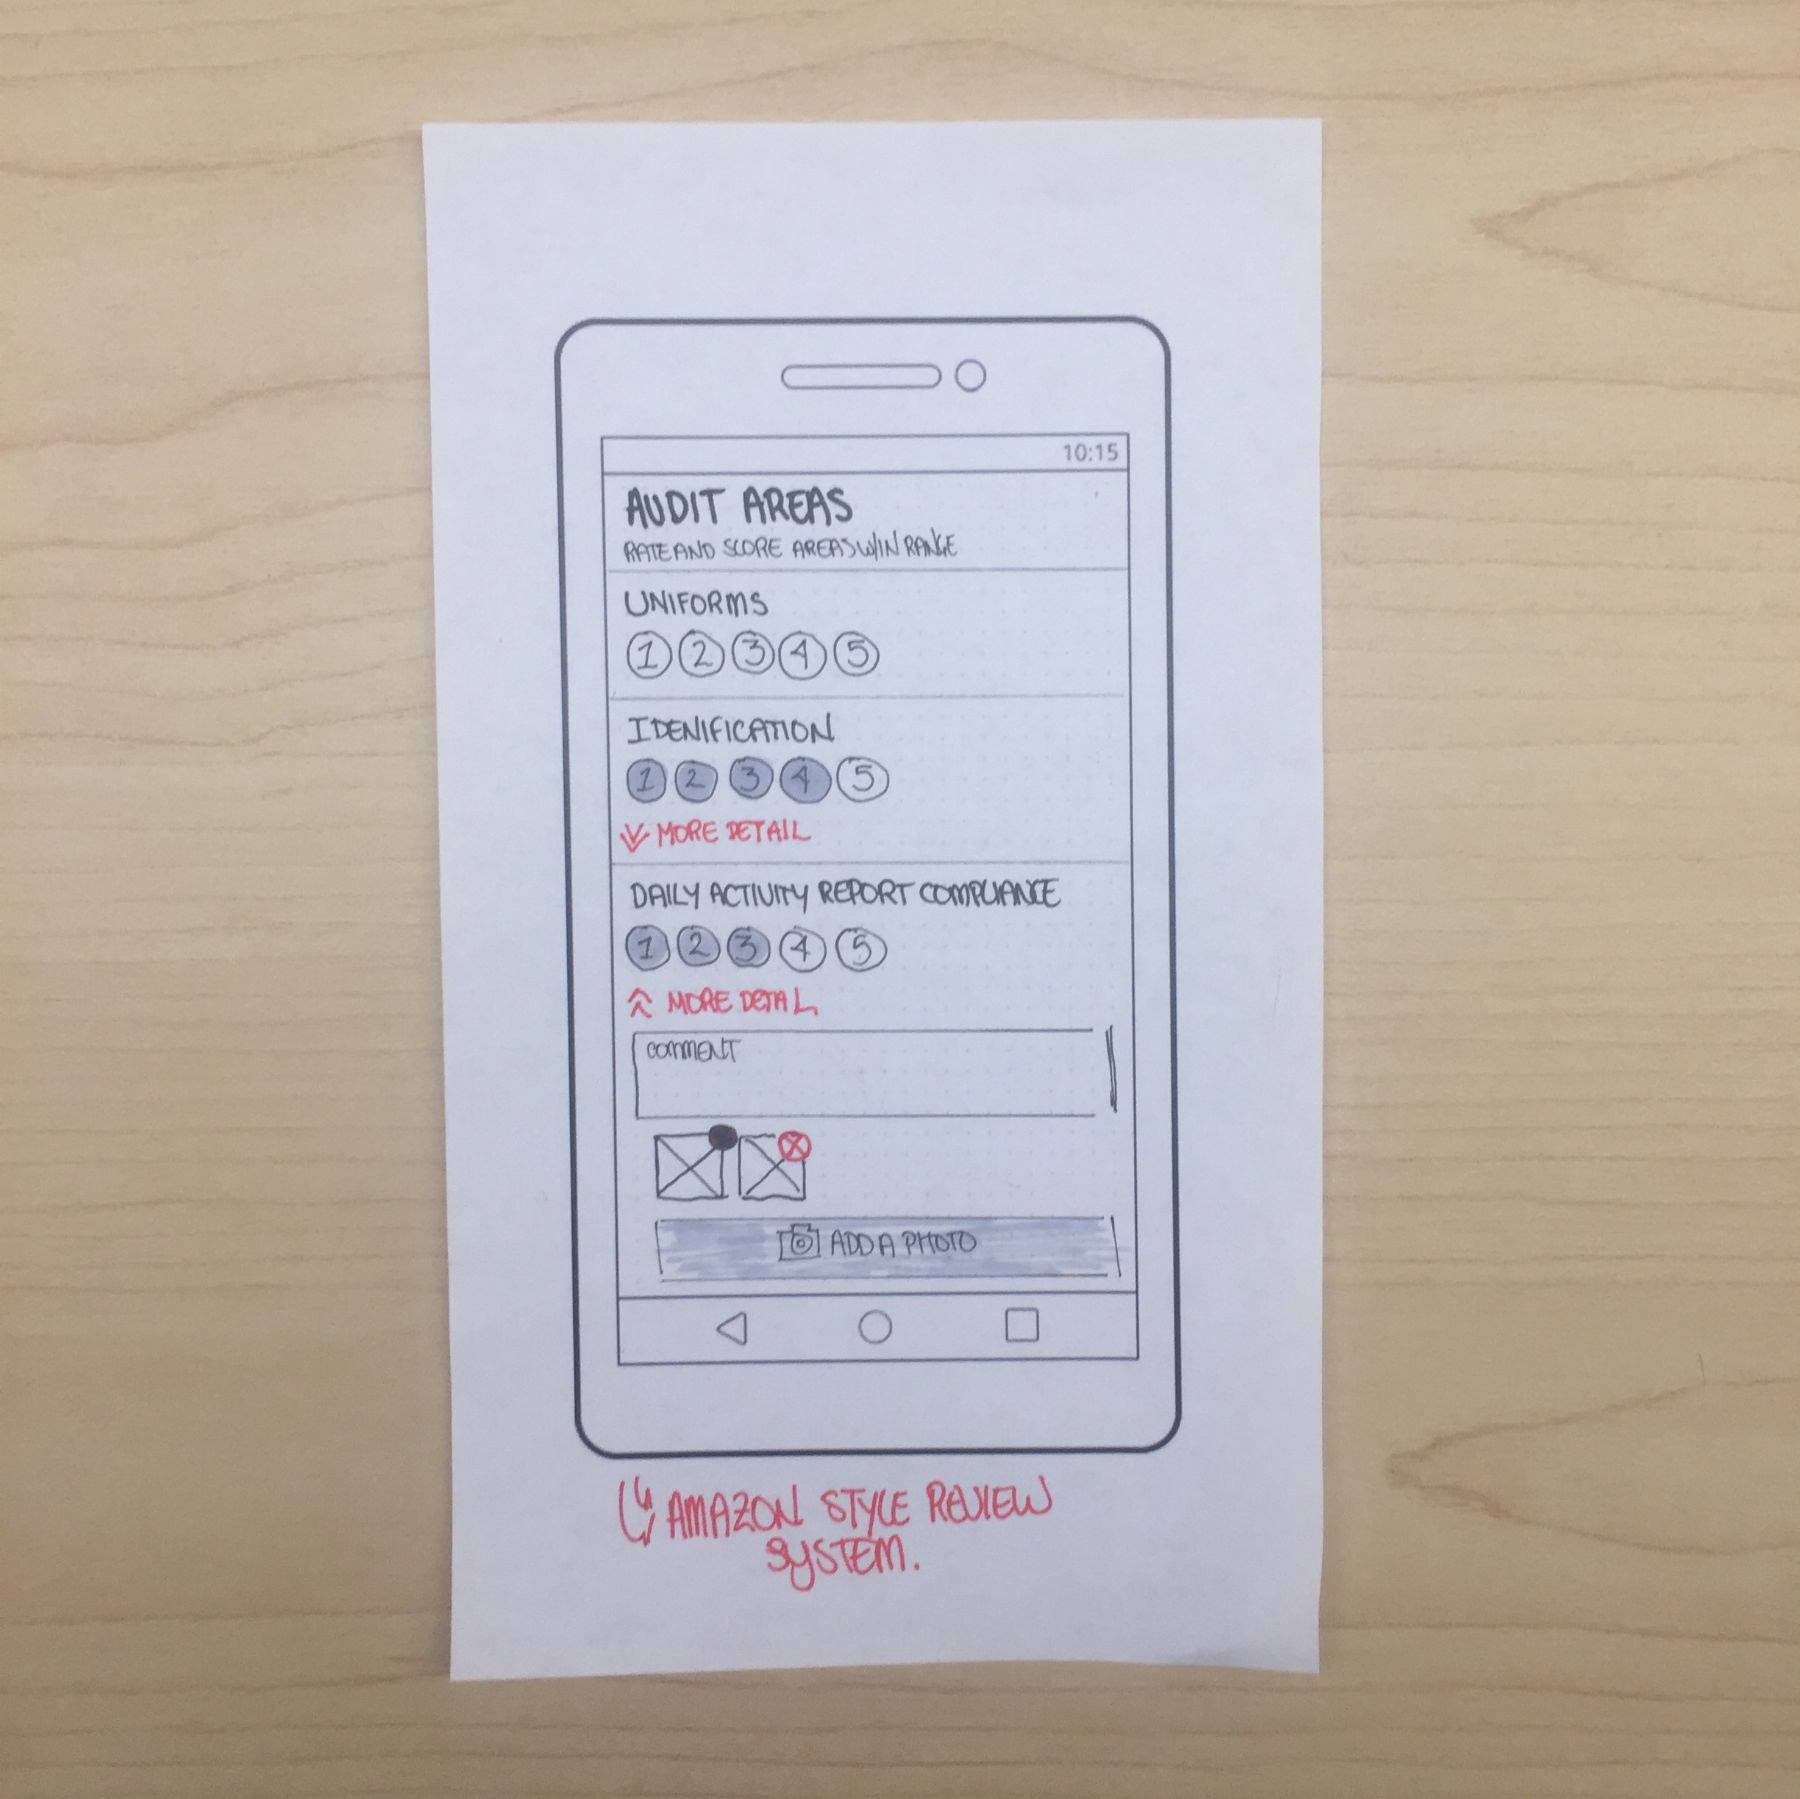 10:15
AUDIT AREAS
RATE AND SCORE AREAS W/IN RANGE
UNIFORMS
1 2 3 4 5
IDENIFICATION
1 2 3 4 5
MORE DETAIL
DAILY ACTIVITY REPORT COMPLIANCE
1 2 3 4 5
MORE DETAIL
COMMENT
ADD A PHOTO
AMAZON STYLE REVIEW
SYSTEM.